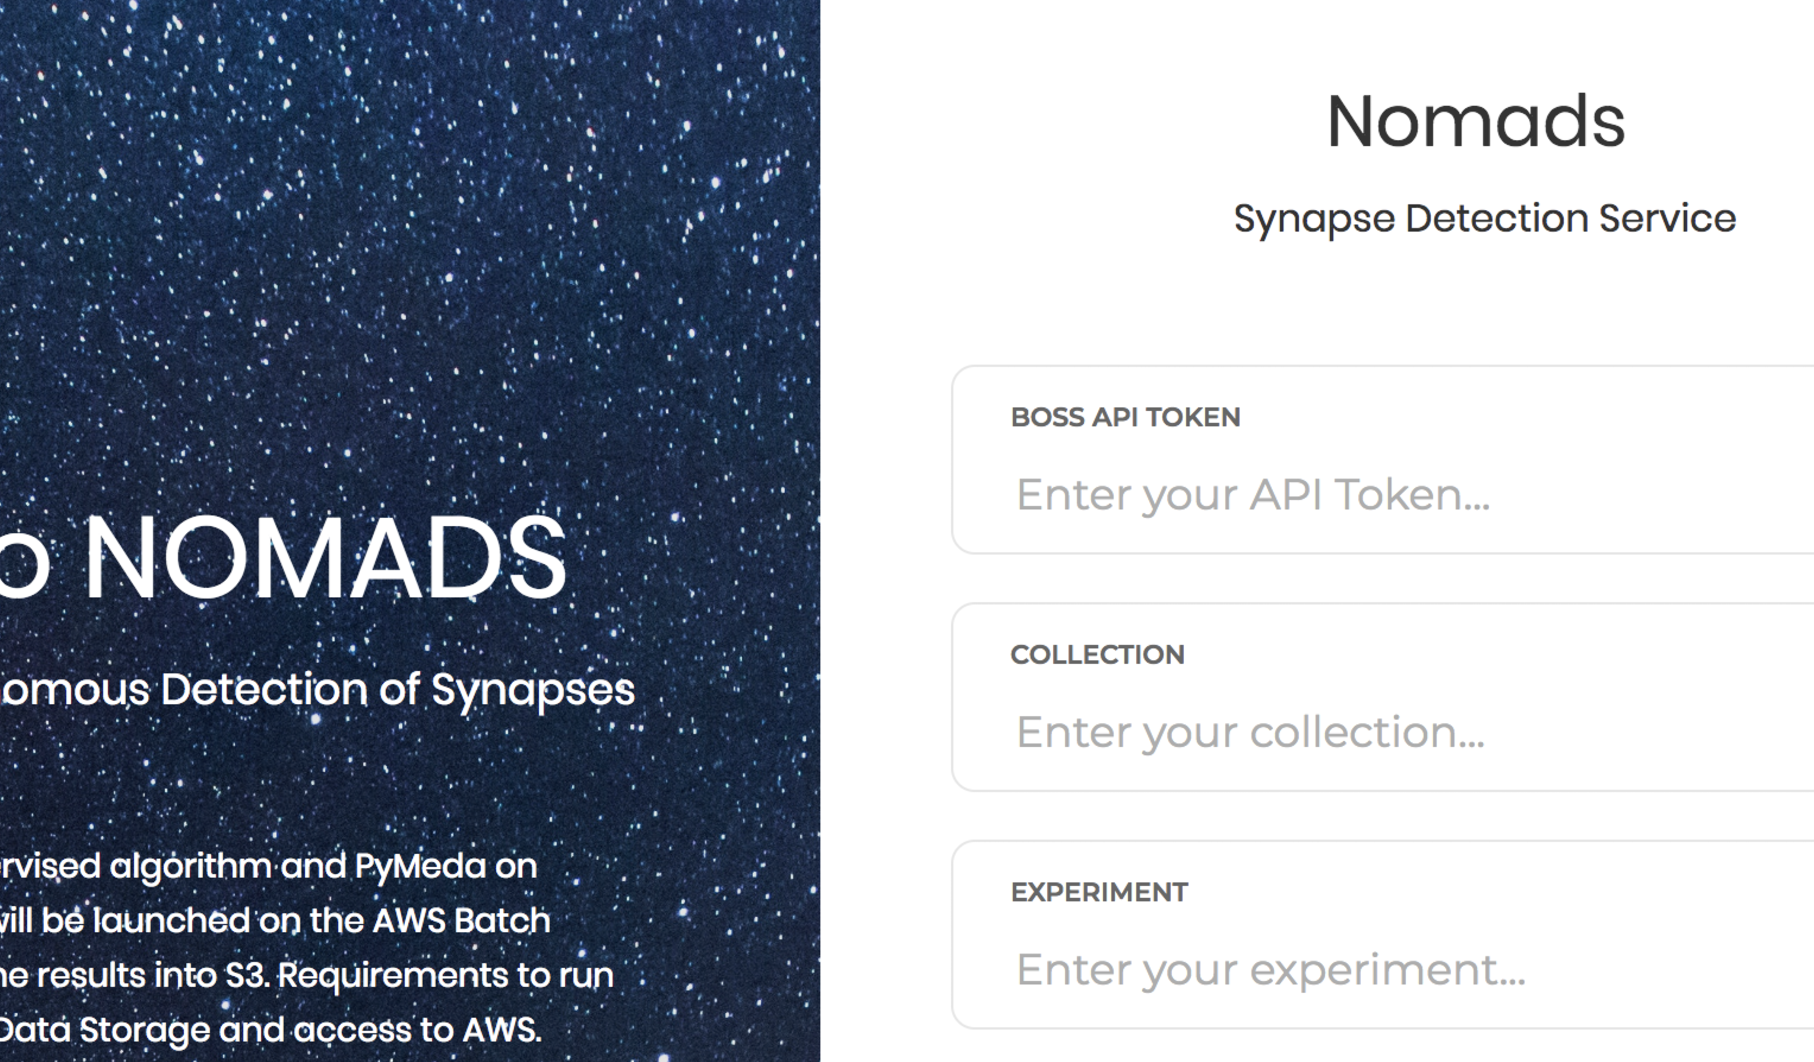 o NOMADS
omous Detection of Synapses
rvised algorithm and PyMeda on
will be launched on the AWS Batch
he results into S3. Requirements to run
Data Storage and access to AWS.
Nomads
Synapse Detection Service
BOSS API TOKEN
Enter your API Token...
COLLECTION
Enter your collection...
EXPERIMENT
Enter your experiment...